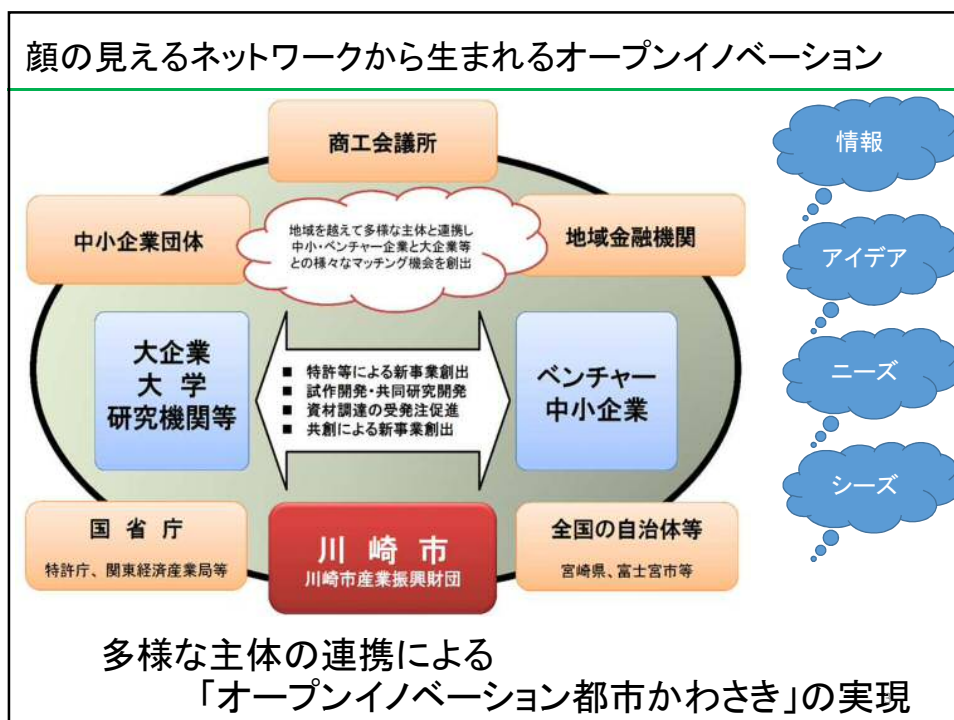 顔の見えるネットワークから生まれるオープンイノベーション
商工会議所
中小企業団体
地域を越えて多様な主体と連携し
中小・ベンチャー企業と大企業等
との様々なマッチング機会を創出
地域金融機関
大企業
大 学
研究機関等
■ 特許等による新事業創出
■ 試作開発・共同研究開発
■ 資材調達の受発注促進
■ 共創による新事業創出
ベンチャー
中小企業
国 省 庁
特許庁、関東経済産業局等
川 崎 市
川崎市産業振興財団
全国の自治体等
宮崎県、富士宮市等
情報
アイデア
ニーズ
シーズ
多様な主体の連携による
「オープンイノベーション都市かわさき」の実現